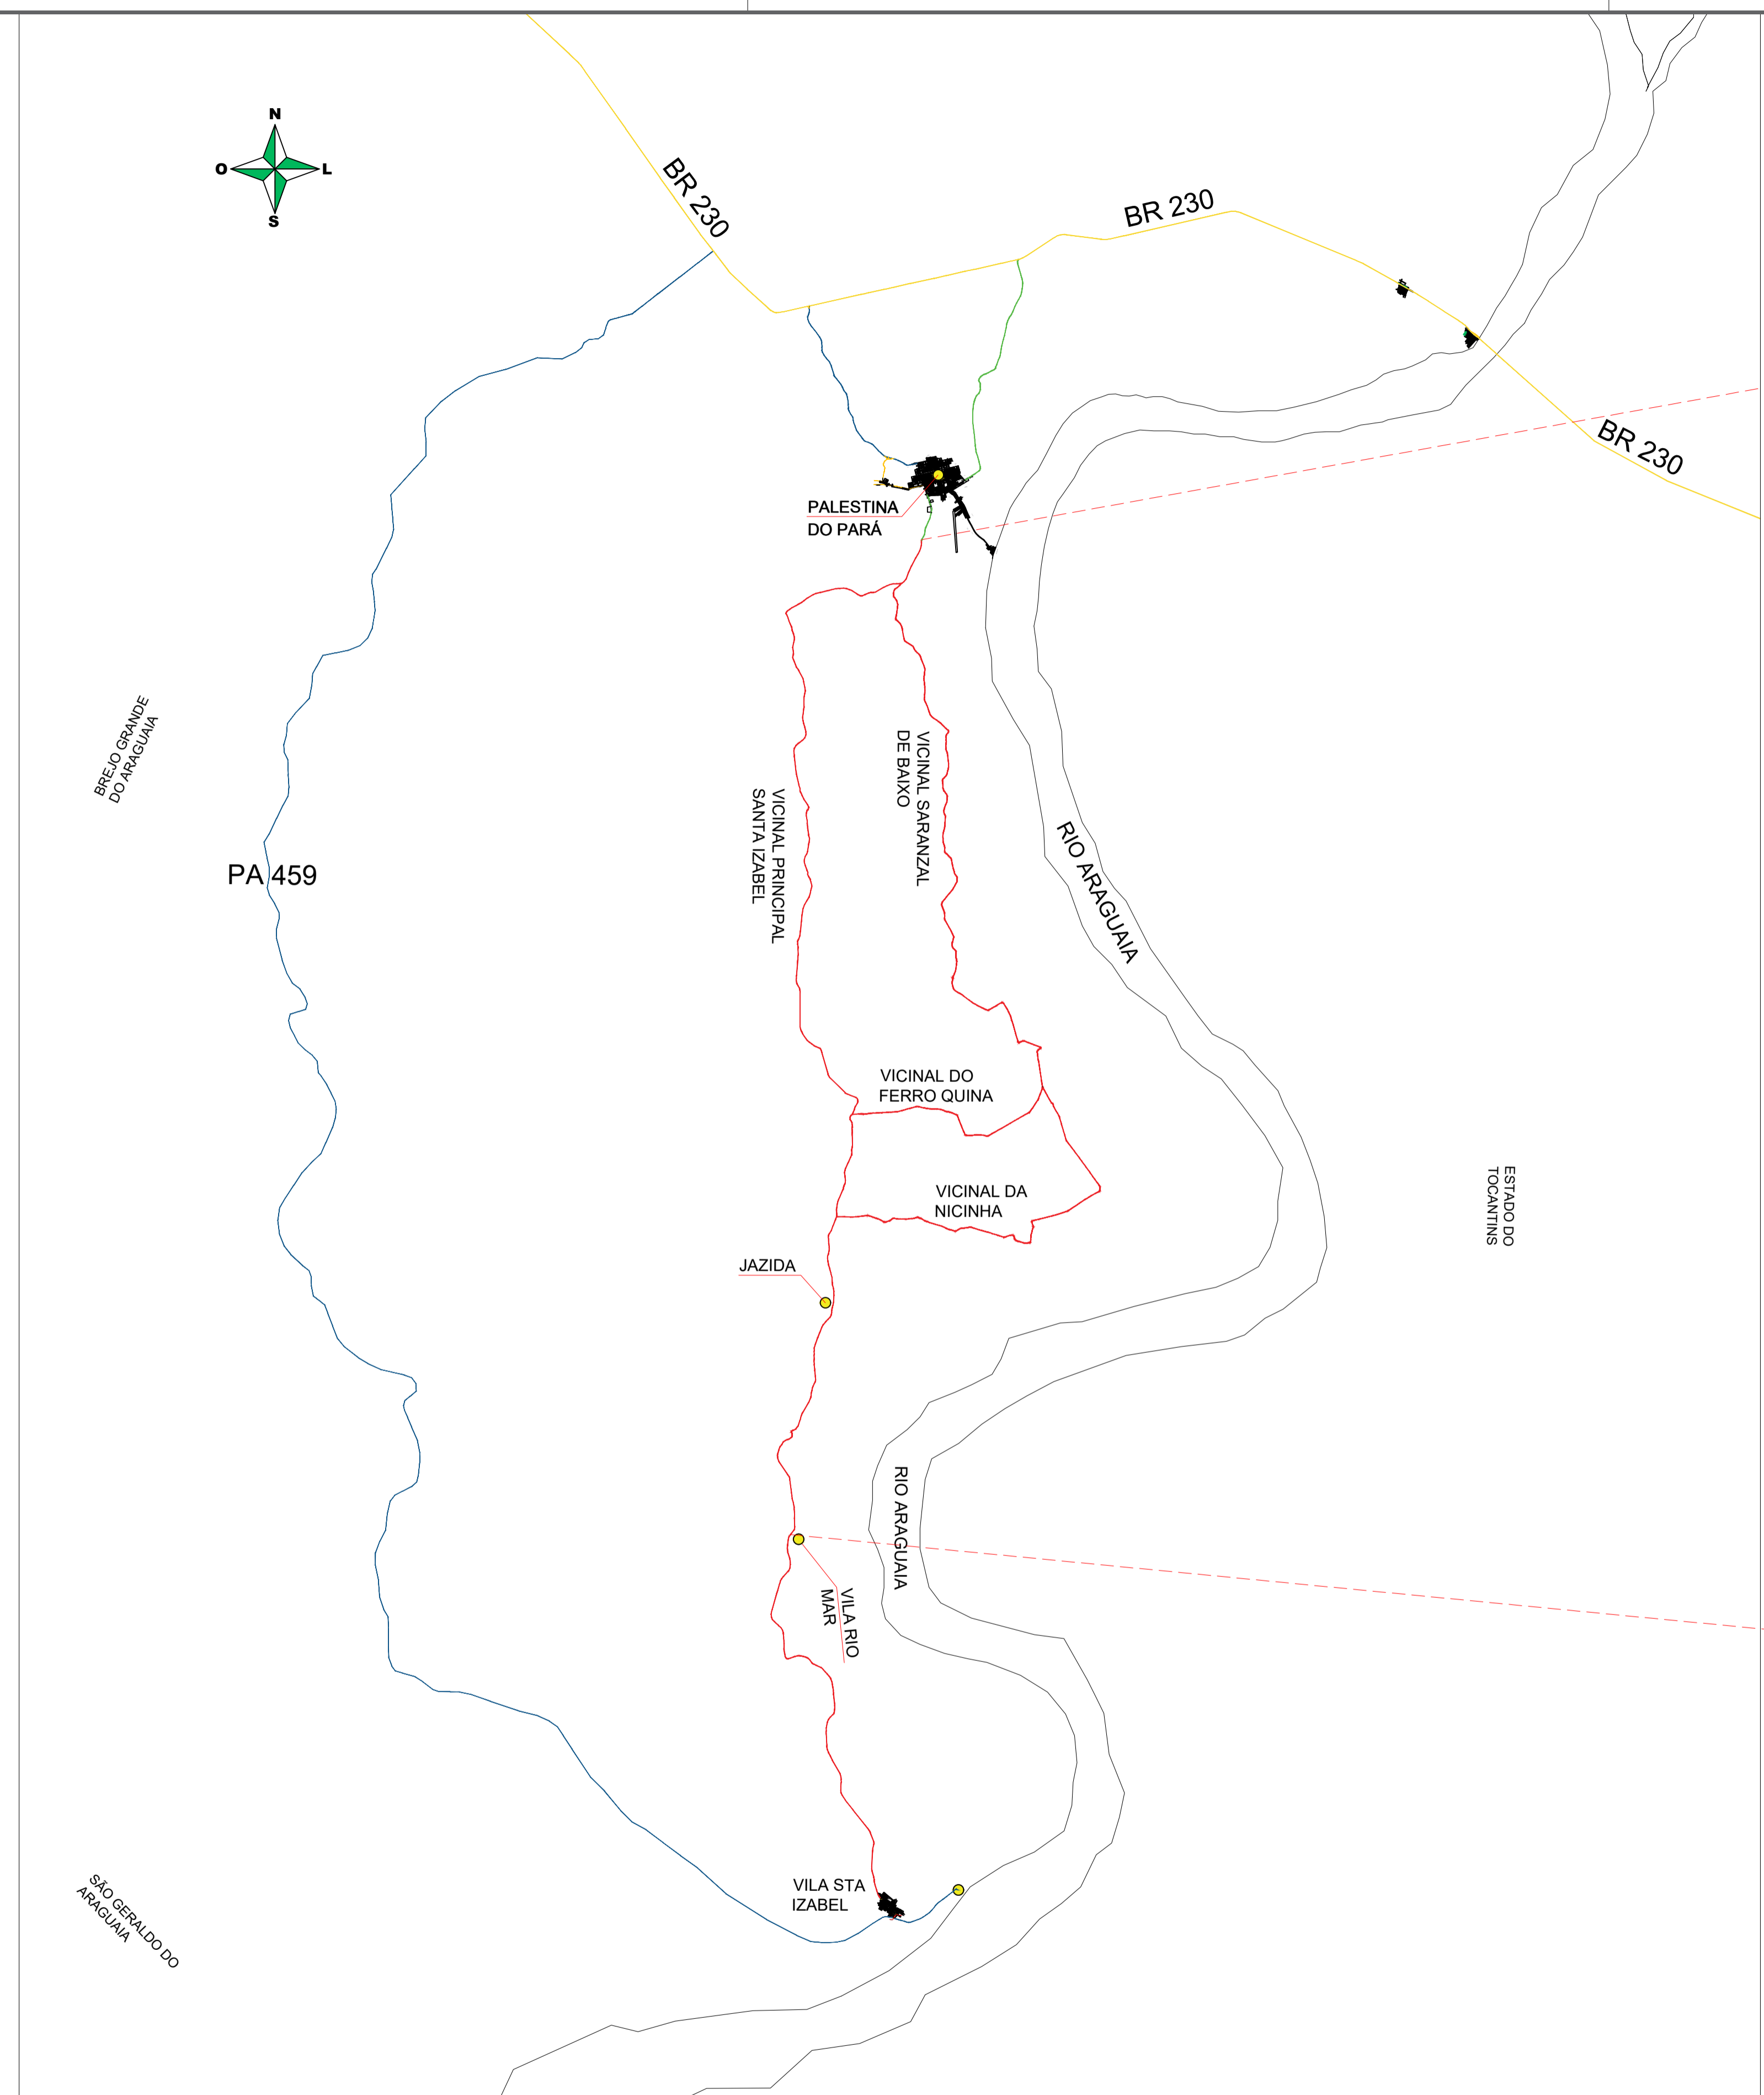 N
O
L
S
BR 230
BR 230
BR 230
PALESTINA
DO PARÁ
BREJO GRANDE
DO ARAGUAIA
VICINAL SARANZAL
DE BAIXO
VICINAL PRINCIPAL
SANTA IZABEL
PA 459
RIO ARAGUAIA
VICINAL DO
FERRO QUINA
VICINAL DA
NICINHA
ESTADO DO
TOCANTINS
JAZIDA
RIO ARAGUAIA
VILA RIO
MAR
VILA STA
IZABEL
SÃO GERALDO DO
ARAGUAIA